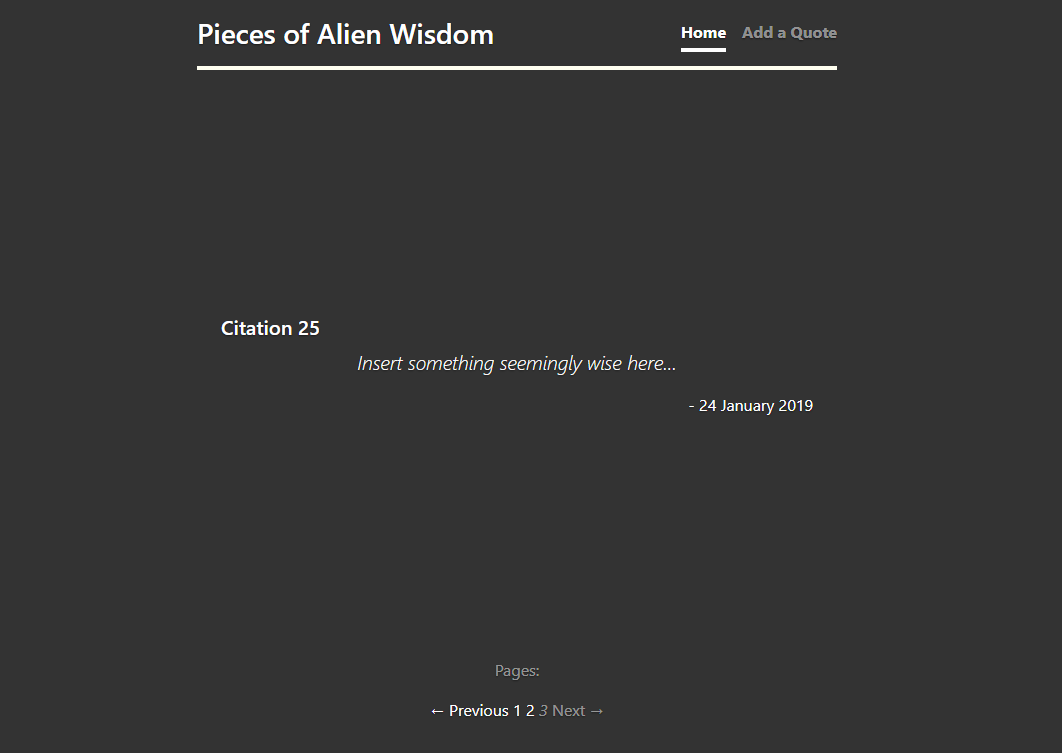 Pieces of Alien Wisdom
Home Add a Quote
Citation 25
Insert something seemingly wise here...
- 24 January 2019
Pages:
← Previous 1 2 3 Next →